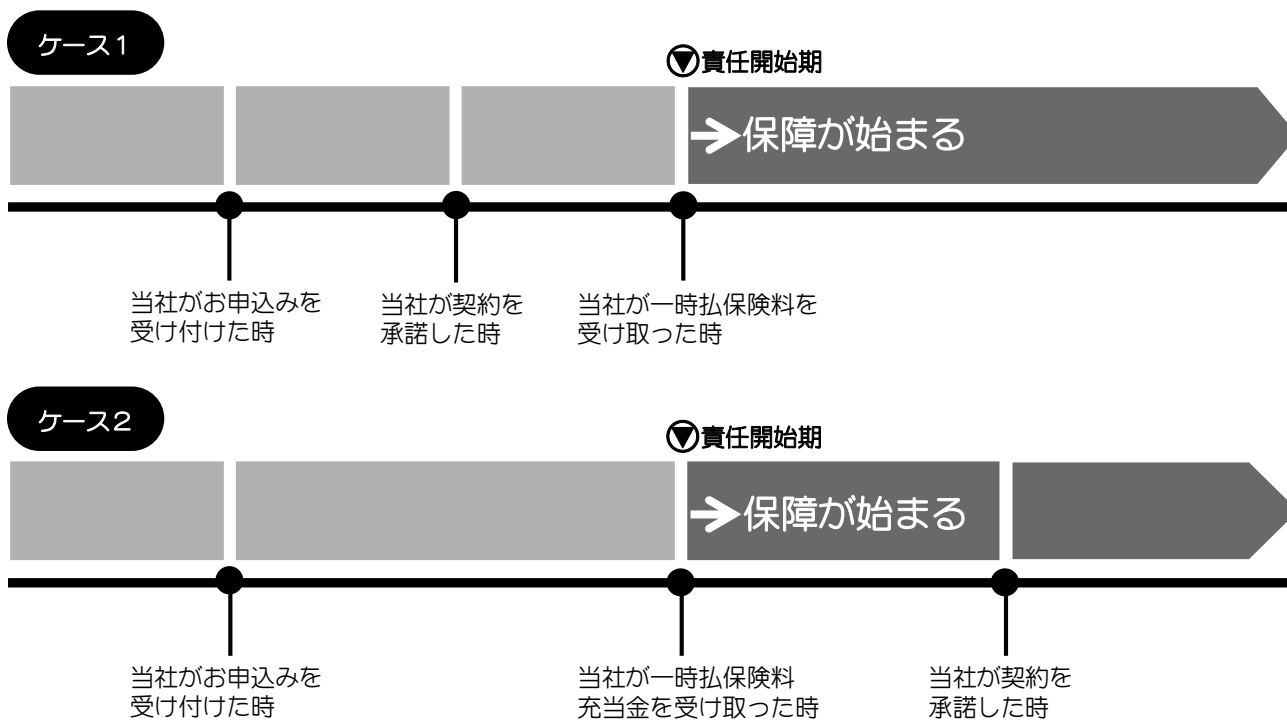 ケース1
責任開始期
保障が始まる
当社がお申込みを
受け付けた時
当社が契約を
承諾した時
当社が一時払保険料を
受け取った時
ケース2
責任開始期
保障が始まる
当社がお申込みを
受け付けた時
当社が一時払保険料
充当金を受け取った時
当社が契約を
承諾した時